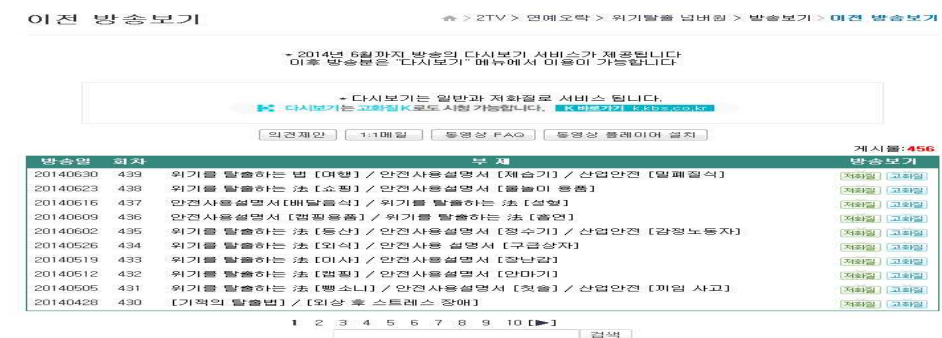 이전 방송보기
> 2TV > 연예오락 > 위기탈출 넘버원 > 방송보기 > 이전 방송보기
* 2014년 6월까지 방송의 다시보기 서비스가 제공됩니다
이후 방송분은 "다시보기" 메뉴에서 이용이 가능합니다
* 다시보기는 일반과 저화질로 서비스 됩니다.
K 다시보기는 고화질 K로도 시청 가능합니다. K 바로가기 k.kbs.co.kr
의견제안 1:1메일 동영상 FAQ 동영상 플레이어 설치
게시물:456
방송일 회차 부제 방송보기
20140630 439 위기를 탈출하는 법 [여행] / 안전사용설명서 [제습기] / 산업안전 [밀폐질식] 저화질 고화질
20140623 438 위기를 탈출하는 法 [쇼핑] / 안전사용설명서 [물놀이 용품] 저화질 고화질
20140616 437 안전사용설명서[배달음식] / 위기를 탈출하는 法 [성형] 저화질 고화질
20140609 436 안전사용설명서 [캠핑용품] / 위기를 탈출하는 法 [흡연] 저화질 고화질
20140602 435 위기를 탈출하는 法 [등산] / 안전사용설명서 [정수기] / 산업안전 [감정노동자] 저화질 고화질
20140526 434 위기를 탈출하는 法 [외식] / 안전사용 설명서 [구급상자] 저화질 고화질
20140519 433 위기를 탈출하는 法 [이사] / 안전사용설명서 [장난감] 저화질 고화질
20140512 432 위기를 탈출하는 法 [캠핑] / 안전사용설명서 [안마기] 저화질 고화질
20140505 431 위기를 탈출하는 法 [뺑소니] / 안전사용설명서 [칫솔] / 산업안전 [끼임 사고] 저화질 고화질
20140428 430 [기적의 탈출법] / [외상 후 스트레스 장애] 저화질 고화질
1 2 3 4 5 6 7 8 9 10 [▶]
검색